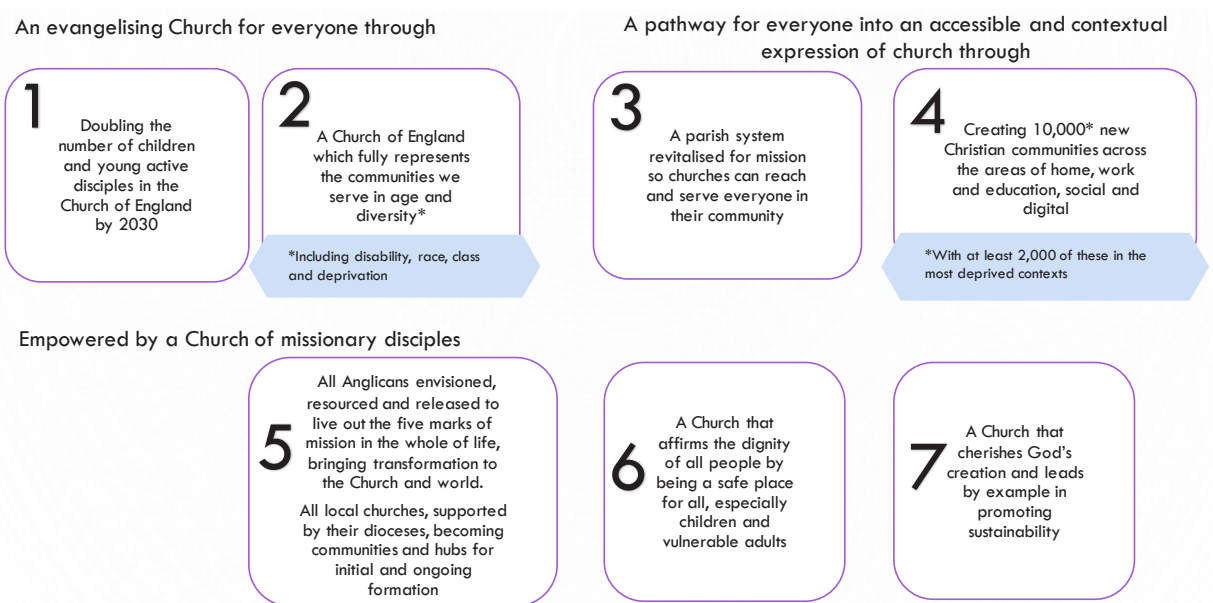 An evangelising Church for everyone through
A pathway for everyone into an accessible and contextual
expression of church through
1
Doubling the
number of children
and young active
disciples in the
Church of England
by 2030
2
A Church of England
which fully represents
the communities we
serve in age and
diversity*
*Including disability, race, class
and deprivation
3
A parish system
revitalised for mission
so churches can reach
and serve everyone in
their community
4
Creating 10,000* new
Christian communities across
the areas of home, work
and education, social and
digital
*With at least 2,000 of these in the
most deprived contexts
Empowered by a Church of missionary disciples
5
All Anglicans envisioned,
resourced and released to
live out the five marks of
mission in the whole of life,
bringing transformation to
the Church and world.
All local churches, supported
by their dioceses, becoming
communities and hubs for
initial and ongoing
formation
6
A Church that
affirms the dignity
of all people by
being a safe place
for all, especially
children and
vulnerable adults
7
A Church that
cherishes God's
creation and leads
by example in
promoting
sustainability